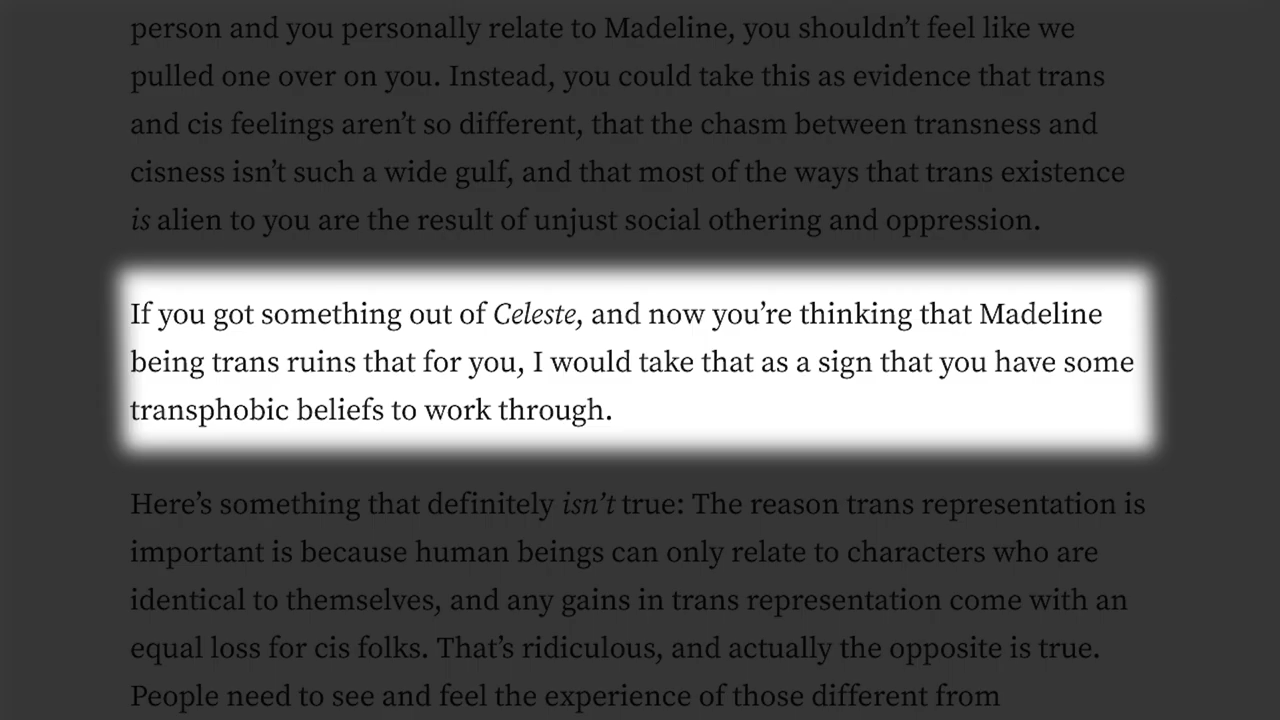 person and you personally relate to Madeline, you shouldn’t feel like we
pulled one over on you. Instead, you could take this as evidence that trans
and cis feelings aren’t so different, that the chasm between transness and
cisness isn’t such a wide gulf, and that most of the ways that trans existence
is alien to you are the result of unjust social othering and oppression.
If you got something out of Celeste, and now you’re thinking that Madeline
being trans ruins that for you, I would take that as a sign that you have some
transphobic beliefs to work through.
Here’s something that definitely isn’t true: The reason trans representation is
important is because human beings can only relate to characters who are
identical to themselves, and any gains in trans representation come with an
equal loss for cis folks. That’s ridiculous, and actually the opposite is true.
People need to see and feel the experience of those different from